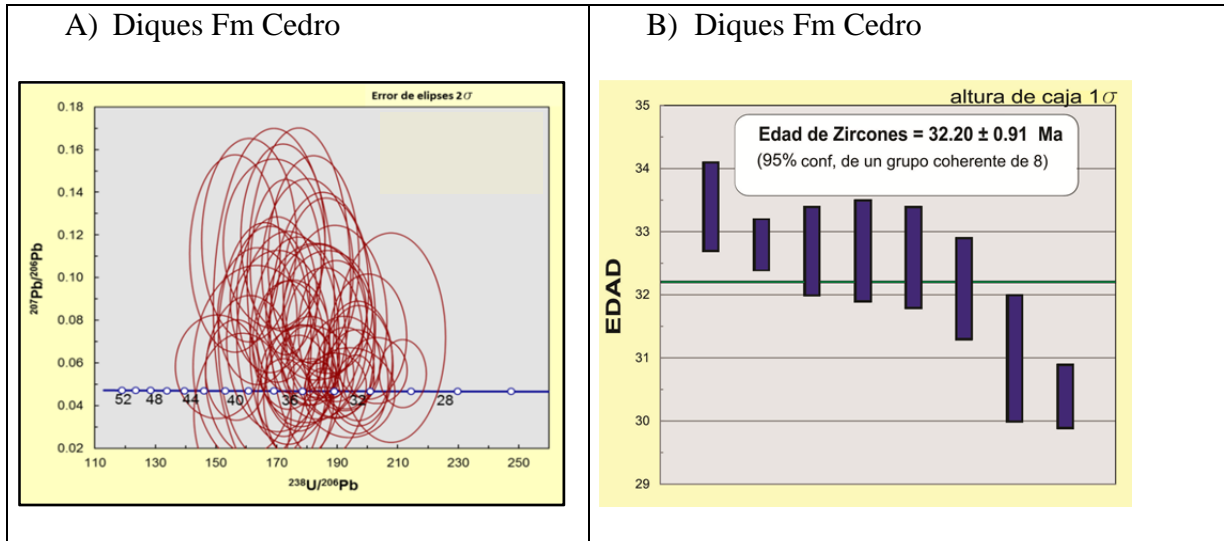 A) Diques Fm Cedro
Error de elipses 2σ
0.18
0.16
0.14
0.12
0.10
0.08
0.06
0.04
0.02
²⁰⁷Pb/²⁰⁶Pb
52 48 44 40 36 32 28
110 130 150 170 190 210 230 250
²³⁸U/²⁰⁶Pb
B) Diques Fm Cedro
altura de caja 1σ
Edad de Zircones = 32.20 ± 0.91 Ma
(95% conf, de un grupo coherente de 8)
35
34
33
32
31
30
29
EDAD